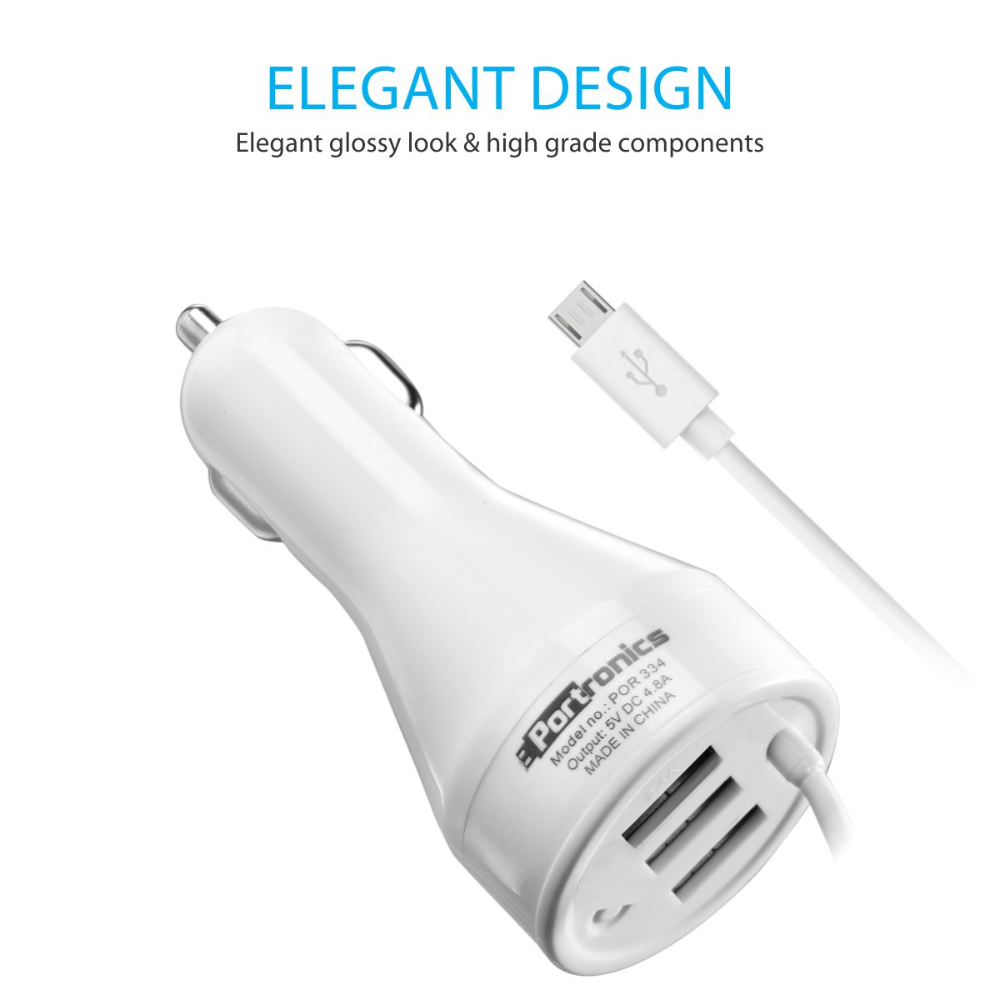 ELEGANT DESIGN
Elegant glossy look & high grade components
Portronics
Model no.: POR 334
Output: 5V DC 4.8A
MADE IN CHINA